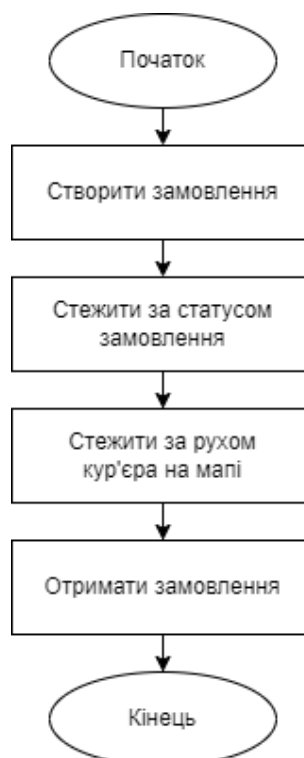 Початок
Створити замовлення
Стежити за статусом
замовлення
Стежити за рухом
кур'єра на мапі
Отримати замовлення
Кінець